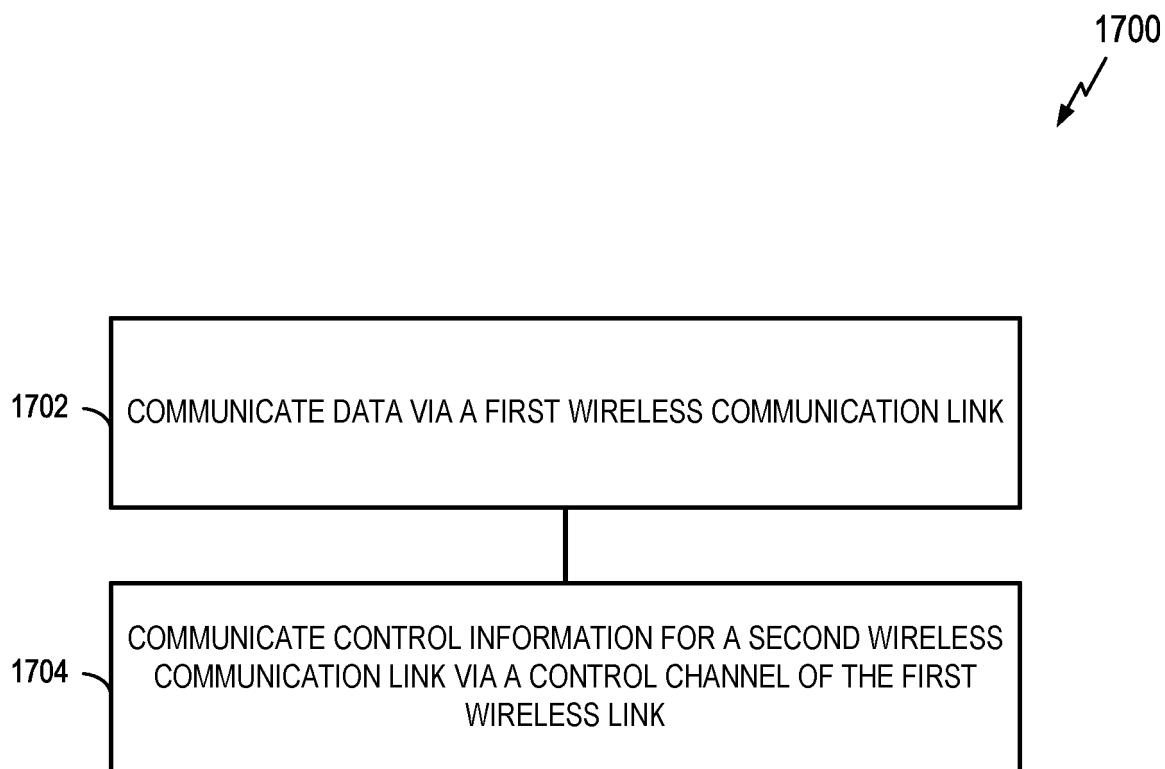 1700
1702
COMMUNICATE DATA VIA A FIRST WIRELESS COMMUNICATION LINK
1704
COMMUNICATE CONTROL INFORMATION FOR A SECOND WIRELESS
COMMUNICATION LINK VIA A CONTROL CHANNEL OF THE FIRST
WIRELESS LINK